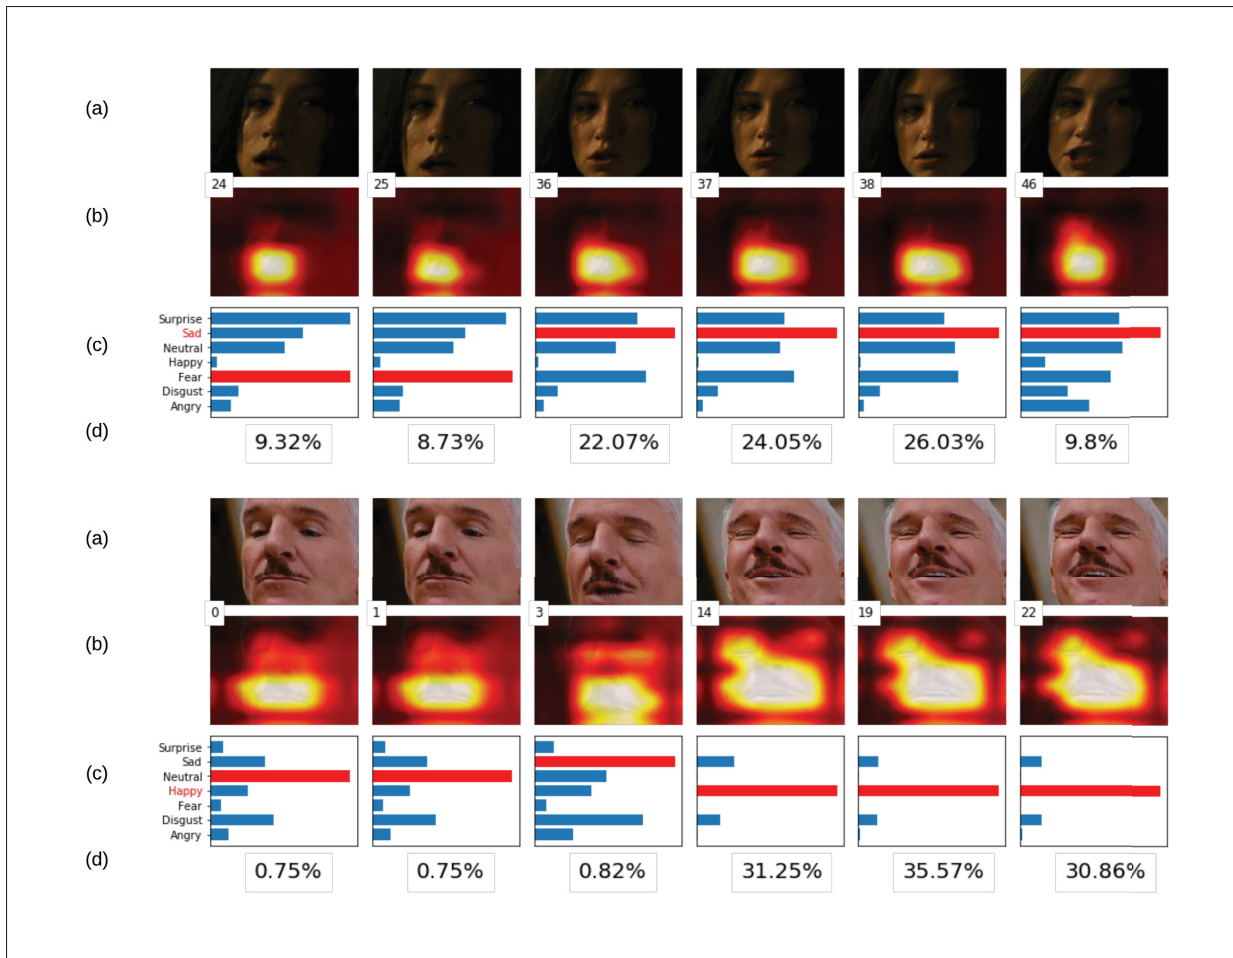 (a)
24 25 36 37 38 46
(b)
Surprise
Sad
Neutral
(c)
Happy
Fear
Disgust
Angry
(d)
9.32% 8.73% 22.07% 24.05% 26.03% 9.8%
(a)
0 1 3 14 19 22
(b)
Surprise
Sad
(c)
Neutral
Happy
Fear
Disgust
Angry
(d)
0.75% 0.75% 0.82% 31.25% 35.57% 30.86%